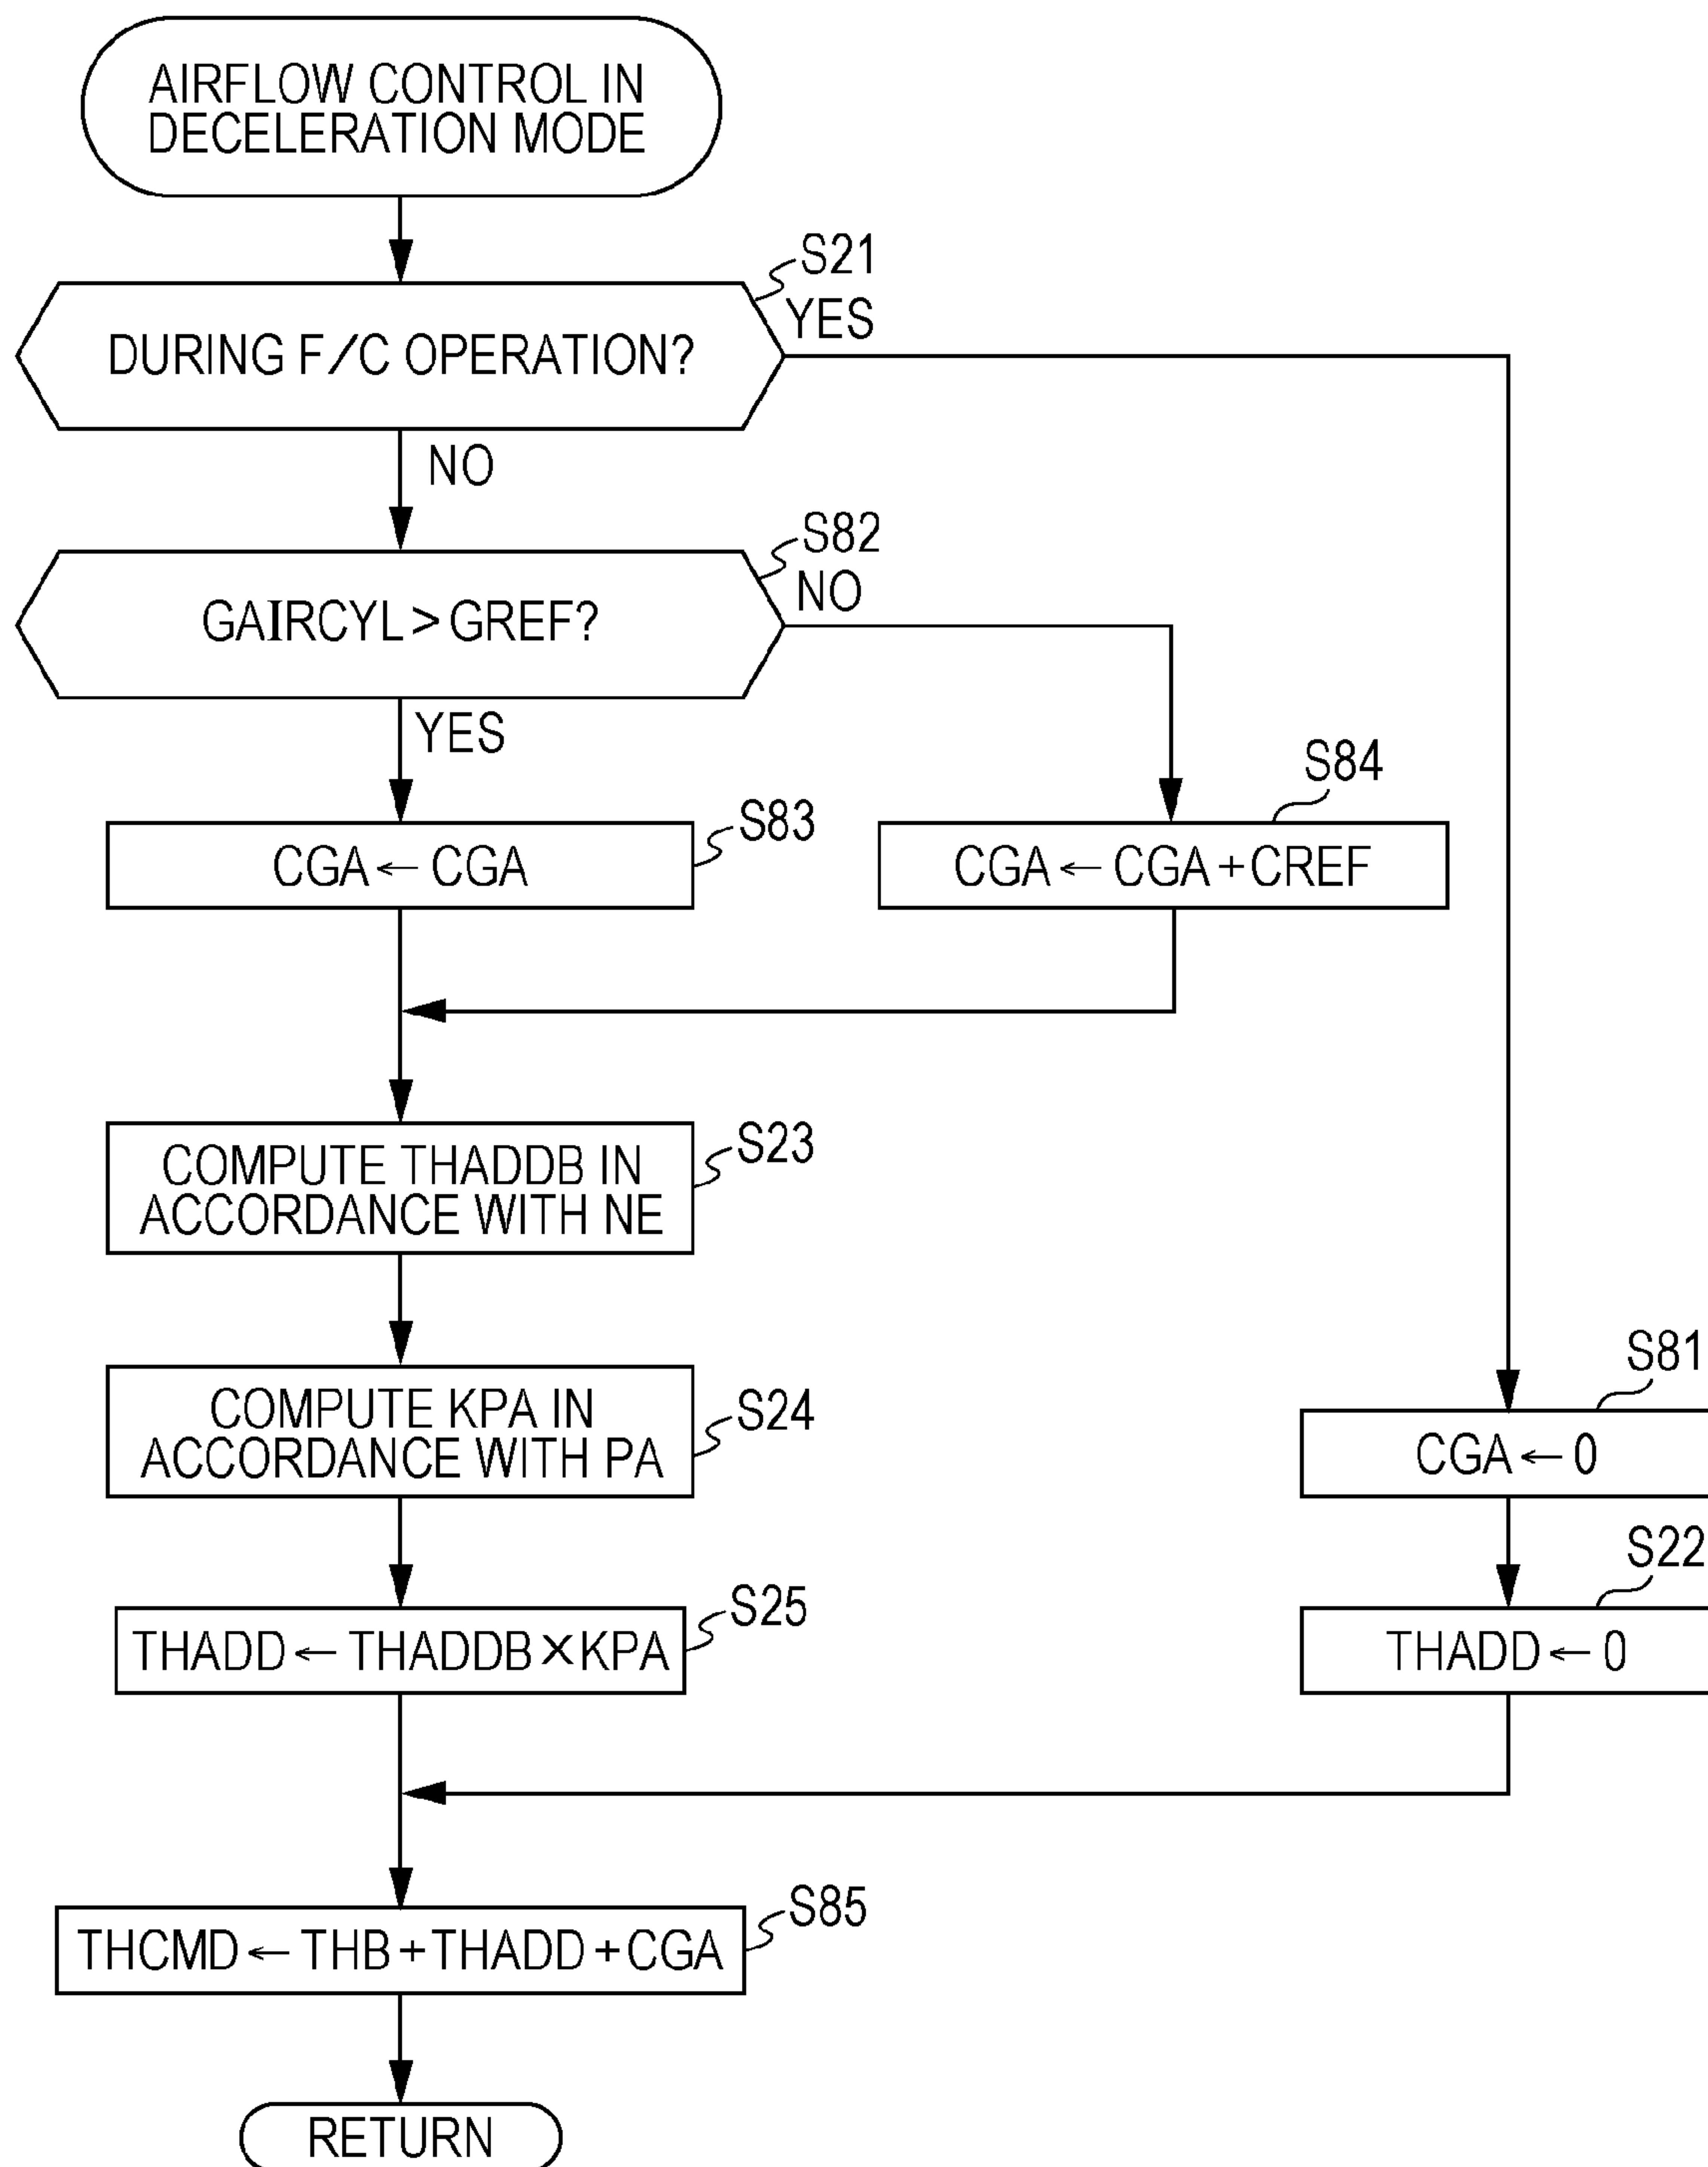 AIRFLOW CONTROL IN
DECELERATION MODE
S21
DURING F/C OPERATION?
YES
NO
S82
GAIRCYL > GREF?
NO
YES
S83
CGA ← CGA
S84
CGA ← CGA + CREF
S23
COMPUTE THADDB IN
ACCORDANCE WITH NE
S24
COMPUTE KPA IN
ACCORDANCE WITH PA
S81
CGA ← 0
S25
THADD ← THADDB × KPA
S22
THADD ← 0
S85
THCMD ← THB + THADD + CGA
RETURN